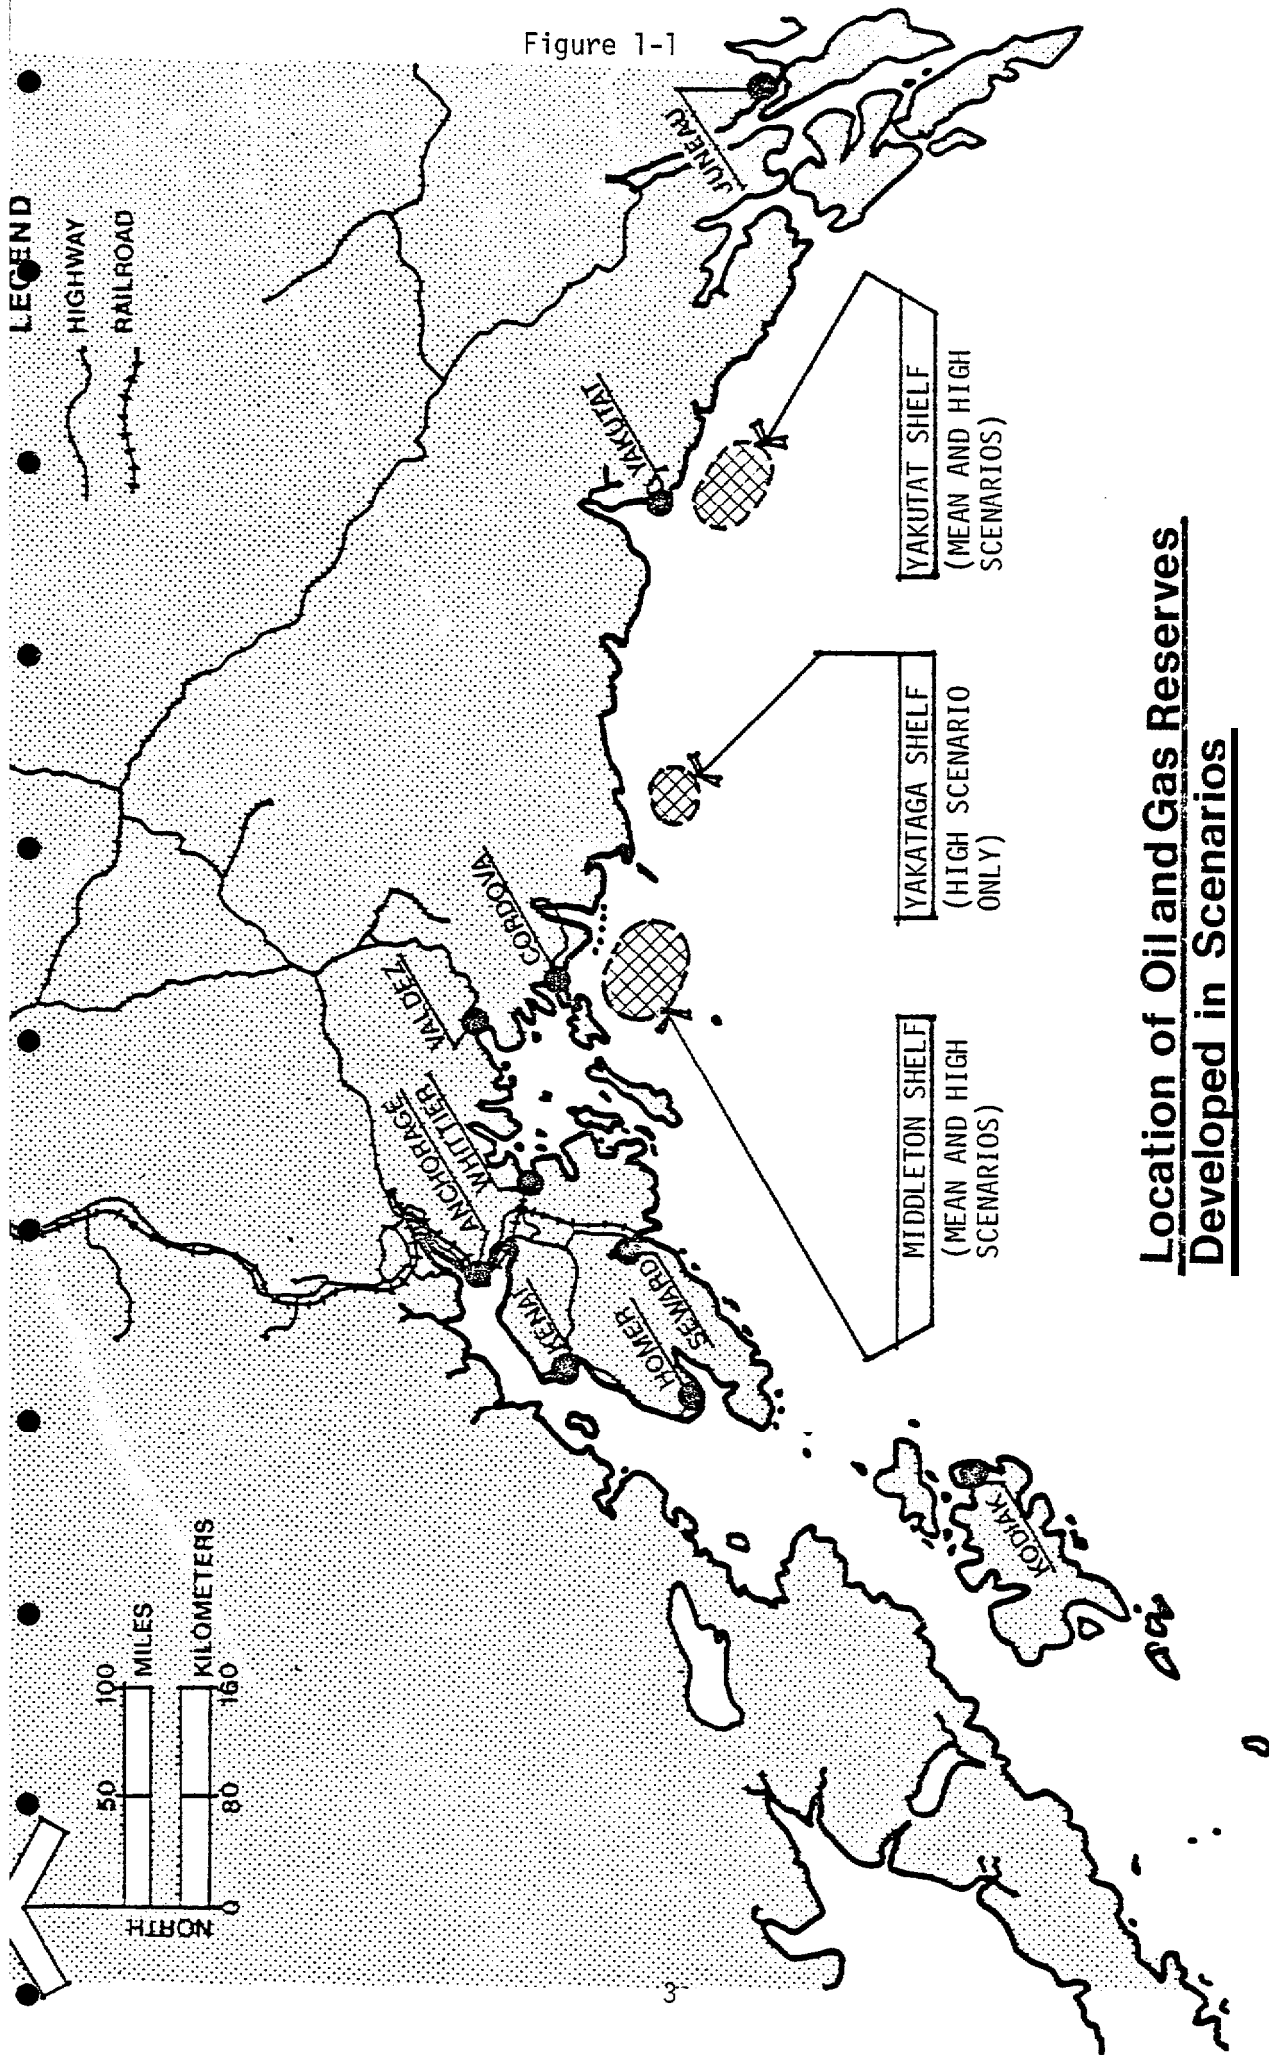 Figure 1-1
LEGEND
HIGHWAY
RAILROAD
NORTH
0
50
100
MILES
80
160
KILOMETERS
JUNEAU
YAKUTAT
CORDOVA
VALDEZ
ANCHORAGE
WHITTIER
KENAI
HOMER
SEWARD
KODIAK
MIDDLETON SHELF
(MEAN AND HIGH
SCENARIOS)
YAKATAGA SHELF
(HIGH SCENARIO
ONLY)
YAKUTAT SHELF
(MEAN AND HIGH
SCENARIOS)
Location of Oil and Gas Reserves
Developed in Scenarios
3